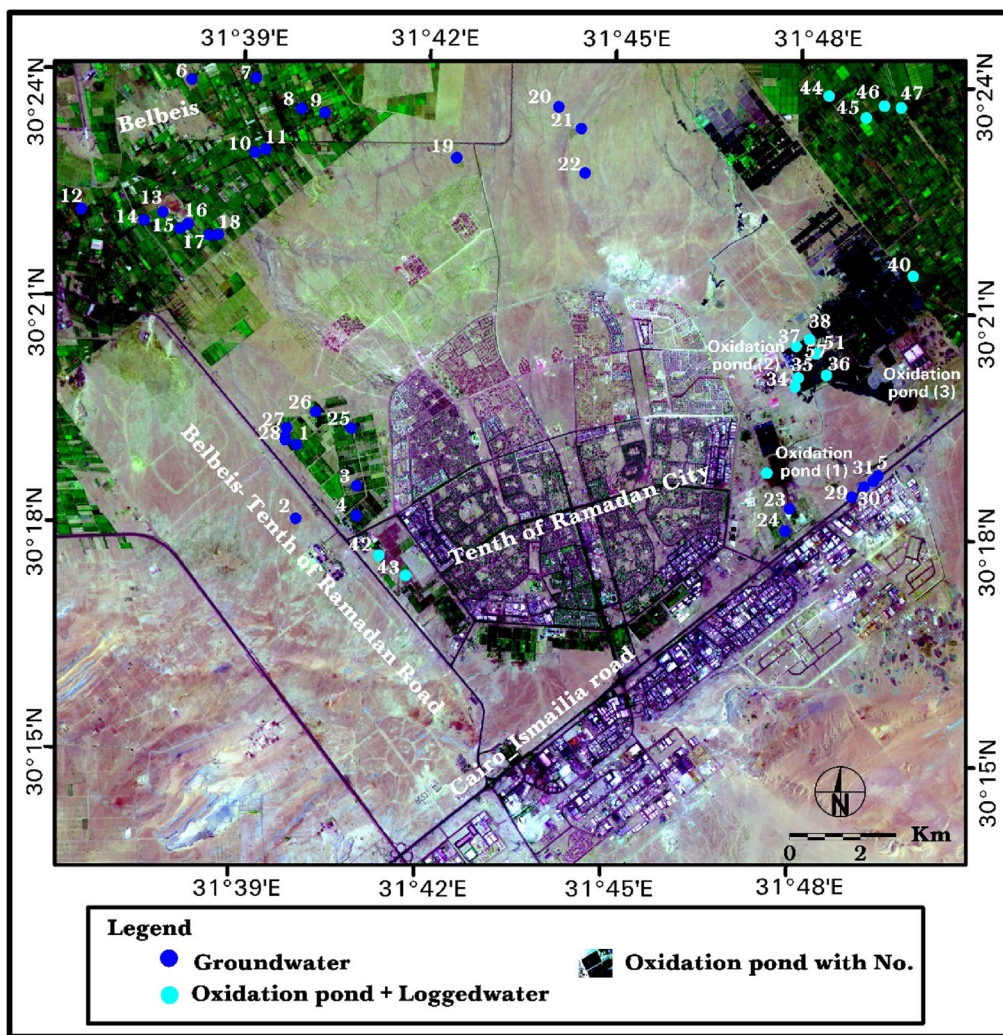 31°39'E 31°42'E 31°45'E 31°48'E
30°24'N
30°24'N
6 7
8 9
Belbeis
10 11
12 13
14 15 16
17 18
19
20
21
22
44 46 47
45
40
30°21'N
30°21'N
37 38
Oxidation
pond (2)
51
35 36
34
Oxidation
pond (3)
26 25
27
28 1
3
2 4
42
43
Oxidation
pond (1)
31 5
23 29 30
24
30°18'N
30°18'N
Belbeis- Tenth of Ramadan Road
Tenth of Ramadan City
Cairo_Ismailia road
30°15'N
30°15'N
N
Km
0 2
31°39'E 31°42'E 31°45'E 31°48'E
Legend
Groundwater
Oxidation pond + Loggedwater
Oxidation pond with No.